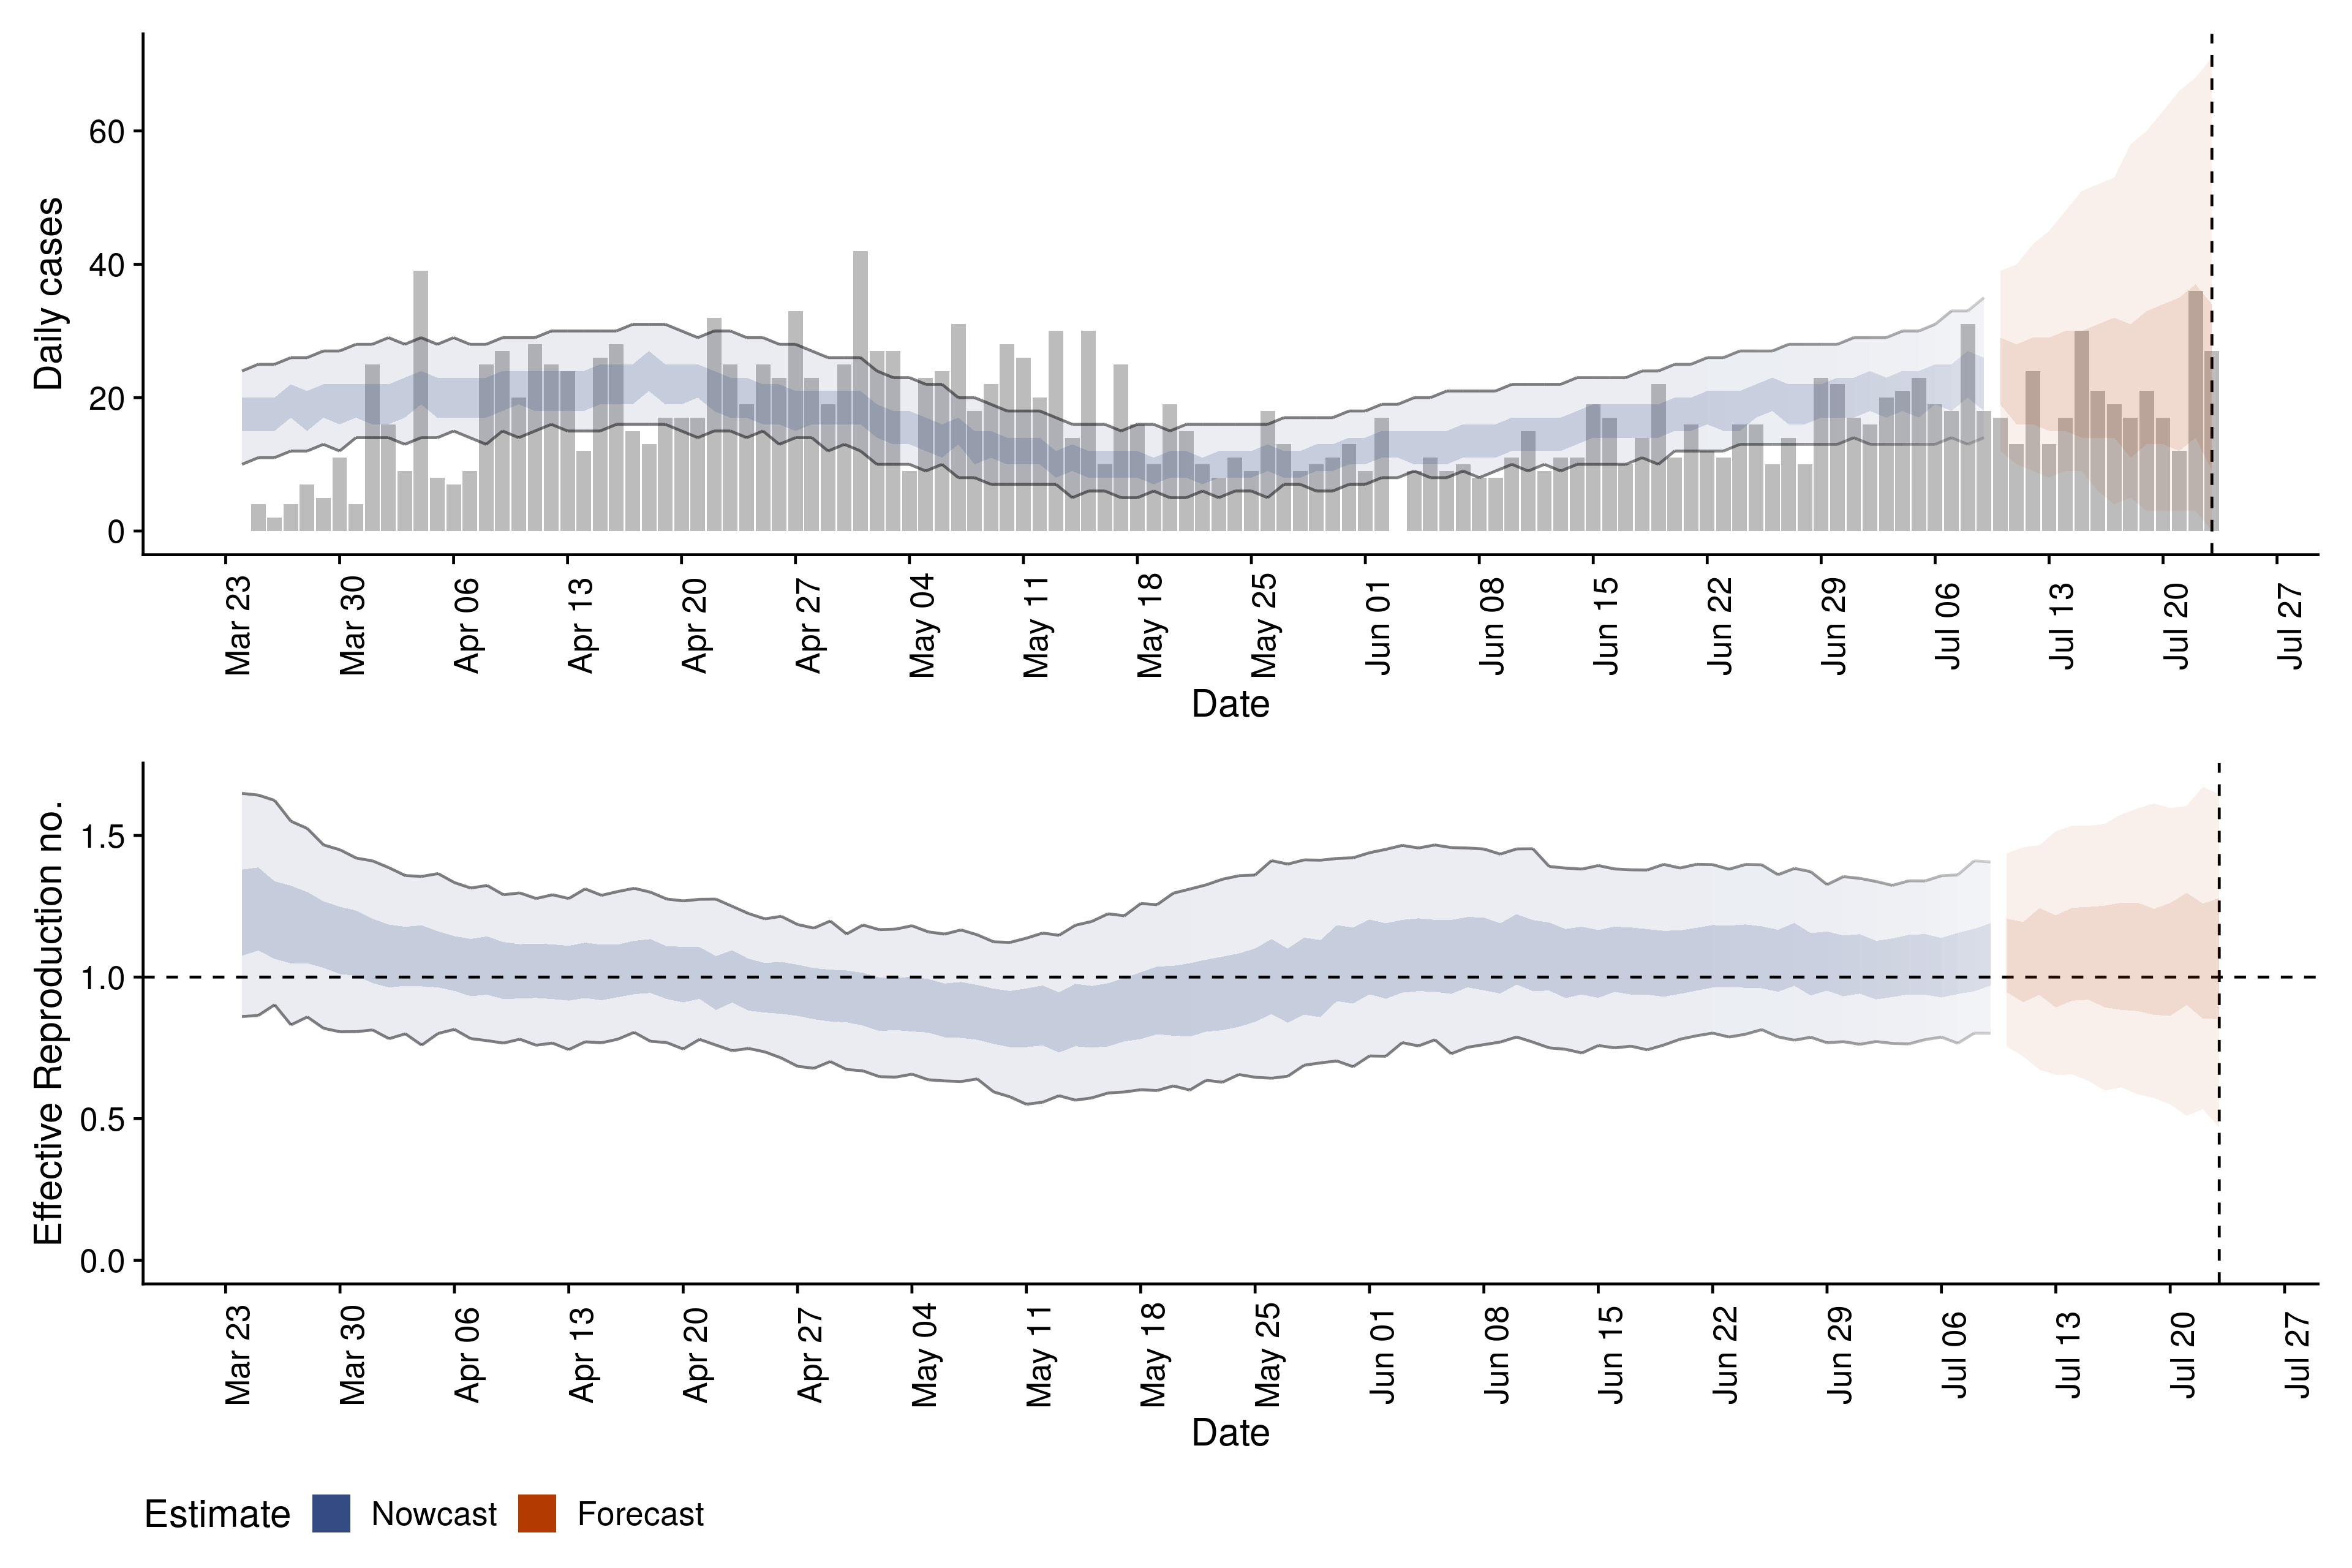 Daily cases
60
40
20
0
Mar 23
Mar 30
Apr 06
Apr 13
Apr 20
Apr 27
May 04
May 11
May 18
May 25
Jun 01
Jun 08
Jun 15
Jun 22
Jun 29
Jul 06
Jul 13
Jul 20
Jul 27
Date
Effective Reproduction no.
1.5
1.0
0.5
0.0
Mar 23
Mar 30
Apr 06
Apr 13
Apr 20
Apr 27
May 04
May 11
May 18
May 25
Jun 01
Jun 08
Jun 15
Jun 22
Jun 29
Jul 06
Jul 13
Jul 20
Jul 27
Date
Estimate Nowcast Forecast